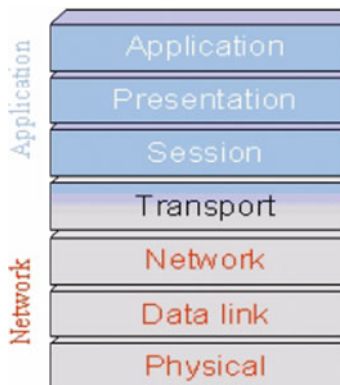 Application
Application
Presentation
Session
Transport
Network
Network
Data link
Physical